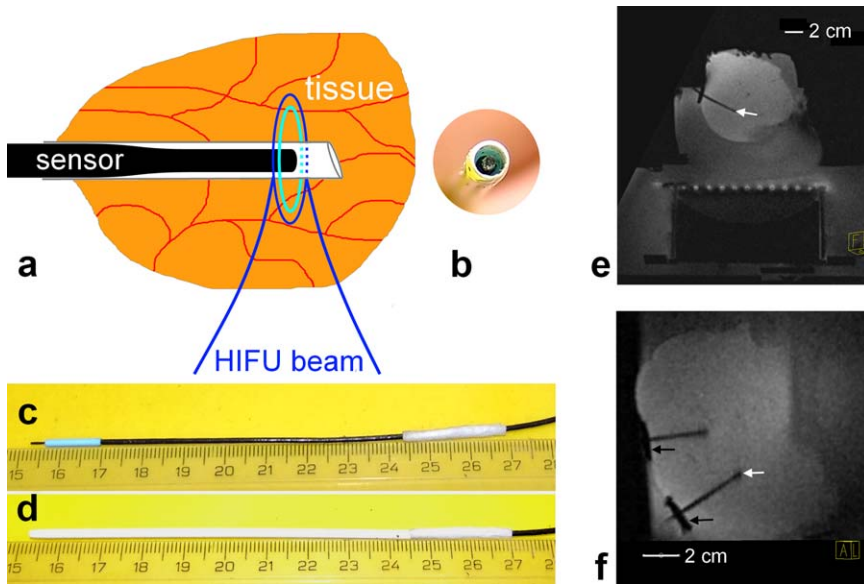 tissue
sensor
a
b
HIFU beam
c
15 16 17 18 19 20 21 22 23 24 25 26 27 28
d
15 16 17 18 19 20 21 22 23 24 25 26 27
2 cm
e
F
2 cm
f
A L